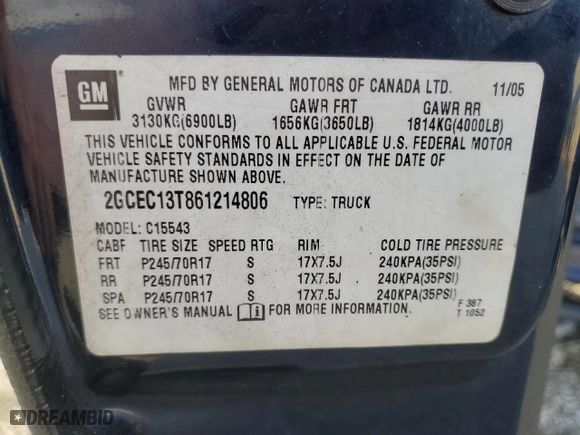 GM
MFD BY GENERAL MOTORS OF CANADA LTD. 11/05
GVWR GAWR FRT GAWR RR
3130KG(6900LB) 1656KG(3650LB) 1814KG(4000LB)
THIS VEHICLE CONFORMS TO ALL APPLICABLE U.S. FEDERAL MOTOR
VEHICLE SAFETY STANDARDS IN EFFECT ON THE DATE OF
MANUFACTURE SHOWN ABOVE.
2GCEC13T861214806 TYPE: TRUCK
MODEL: C15543
CABF TIRE SIZE SPEED RTG RIM COLD TIRE PRESSURE
FRT P245/70R17 S 17X7.5J 240KPA(35PSI)
RR P245/70R17 S 17X7.5J 240KPA(35PSI)
SPA P245/70R17 S 17X7.5J 240KPA(35PSI)
SEE OWNER'S MANUAL FOR MORE INFORMATION.
F 387
T 1052
DREAMBID